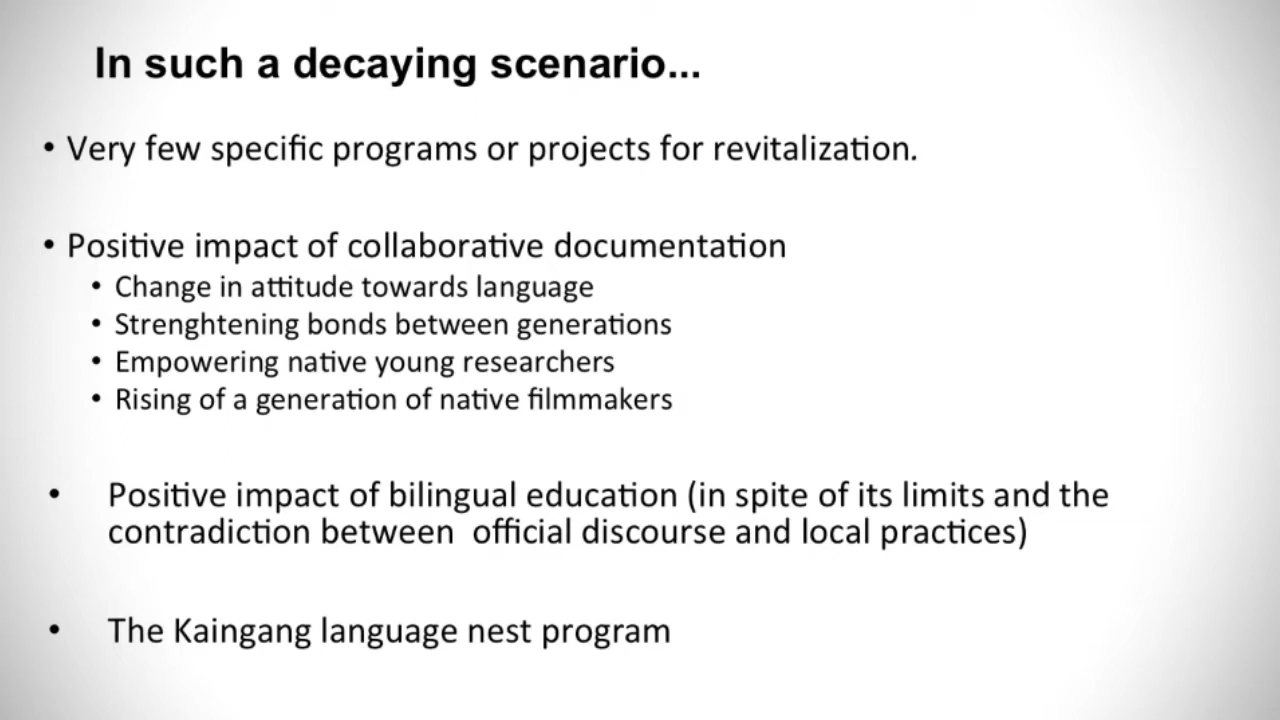 In such a decaying scenario...
• Very few specific programs or projects for revitalization.
• Positive impact of collaborative documentation
• Change in attitude towards language
• Strenghtening bonds between generations
• Empowering native young researchers
• Rising of a generation of native filmmakers
• Positive impact of bilingual education (in spite of its limits and the
contradiction between  official discourse and local practices)
• The Kaingang language nest program